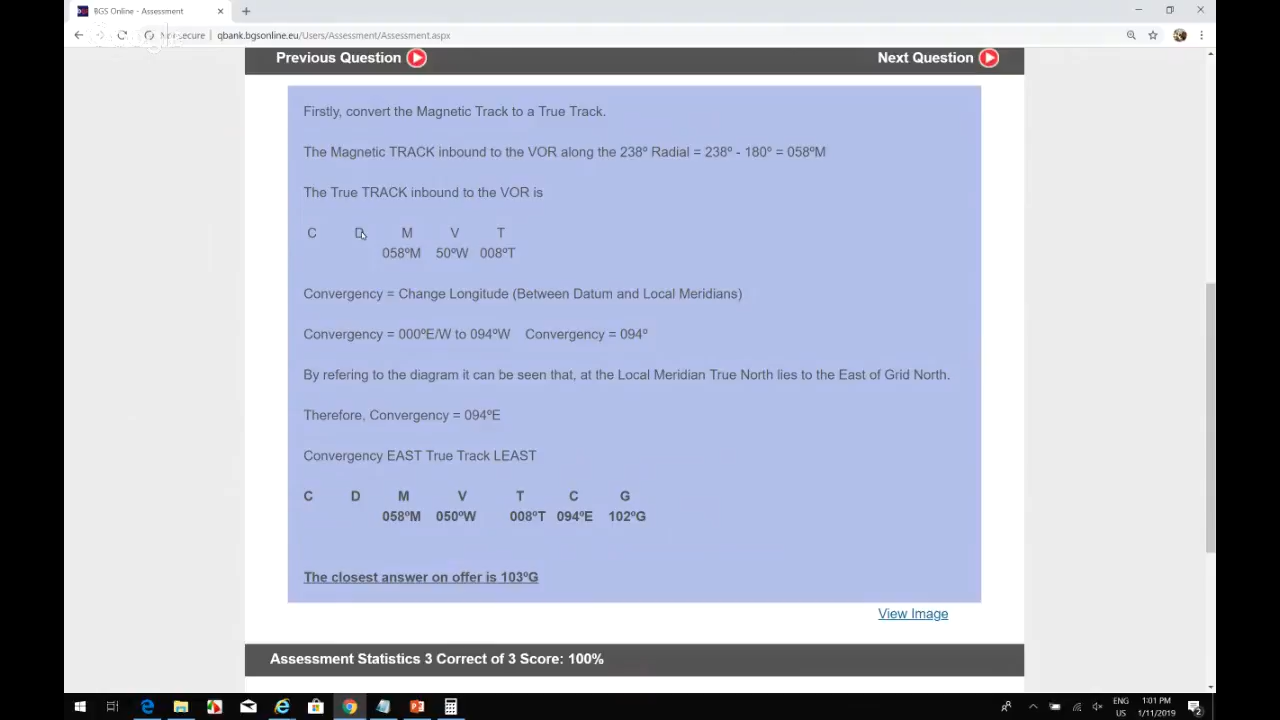 BGS Online - Assessment
qbank.bgsonline.eu/Users/Assessment/Assessment.aspx
Previous Question
Next Question
Firstly, convert the Magnetic Track to a True Track.
The Magnetic TRACK inbound to the VOR along the 238º Radial = 238º - 180º = 058ºM
The True TRACK inbound to the VOR is
C D M V T
058ºM 50ºW 008ºT
Convergency = Change Longitude (Between Datum and Local Meridians)
Convergency = 000ºE/W to 094ºW Convergency = 094º
By refering to the diagram it can be seen that, at the Local Meridian True North lies to the East of Grid North.
Therefore, Convergency = 094ºE
Convergency EAST True Track LEAST
C D M V T C G
058ºM 050ºW 008ºT 094ºE 102ºG
The closest answer on offer is 103ºG
View Image
Assessment Statistics 3 Correct of 3 Score: 100%
ENG 1:01 PM
US 1/11/2019